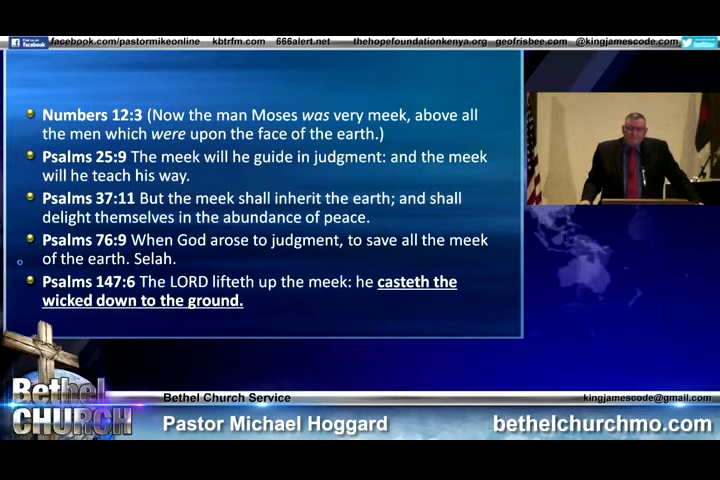 Find us on facebook
facebook.com/pastormikeonline kbtrfm.com 666alert.net thehopefoundationkenya.org geofrisbee.com @kingjamescode.com
Numbers 12:3 (Now the man Moses was very meek, above all
the men which were upon the face of the earth.)
Psalms 25:9 The meek will he guide in judgment: and the meek
will he teach his way.
Psalms 37:11 But the meek shall inherit the earth; and shall
delight themselves in the abundance of peace.
Psalms 76:9 When God arose to judgment, to save all the meek
of the earth. Selah.
Psalms 147:6 The LORD lifteth up the meek: he casteth the
wicked down to the ground.
Bethel
CHURCH
Bethel Church Service kingjamescode@gmail.com
Pastor Michael Hoggard bethelchurchmo.com